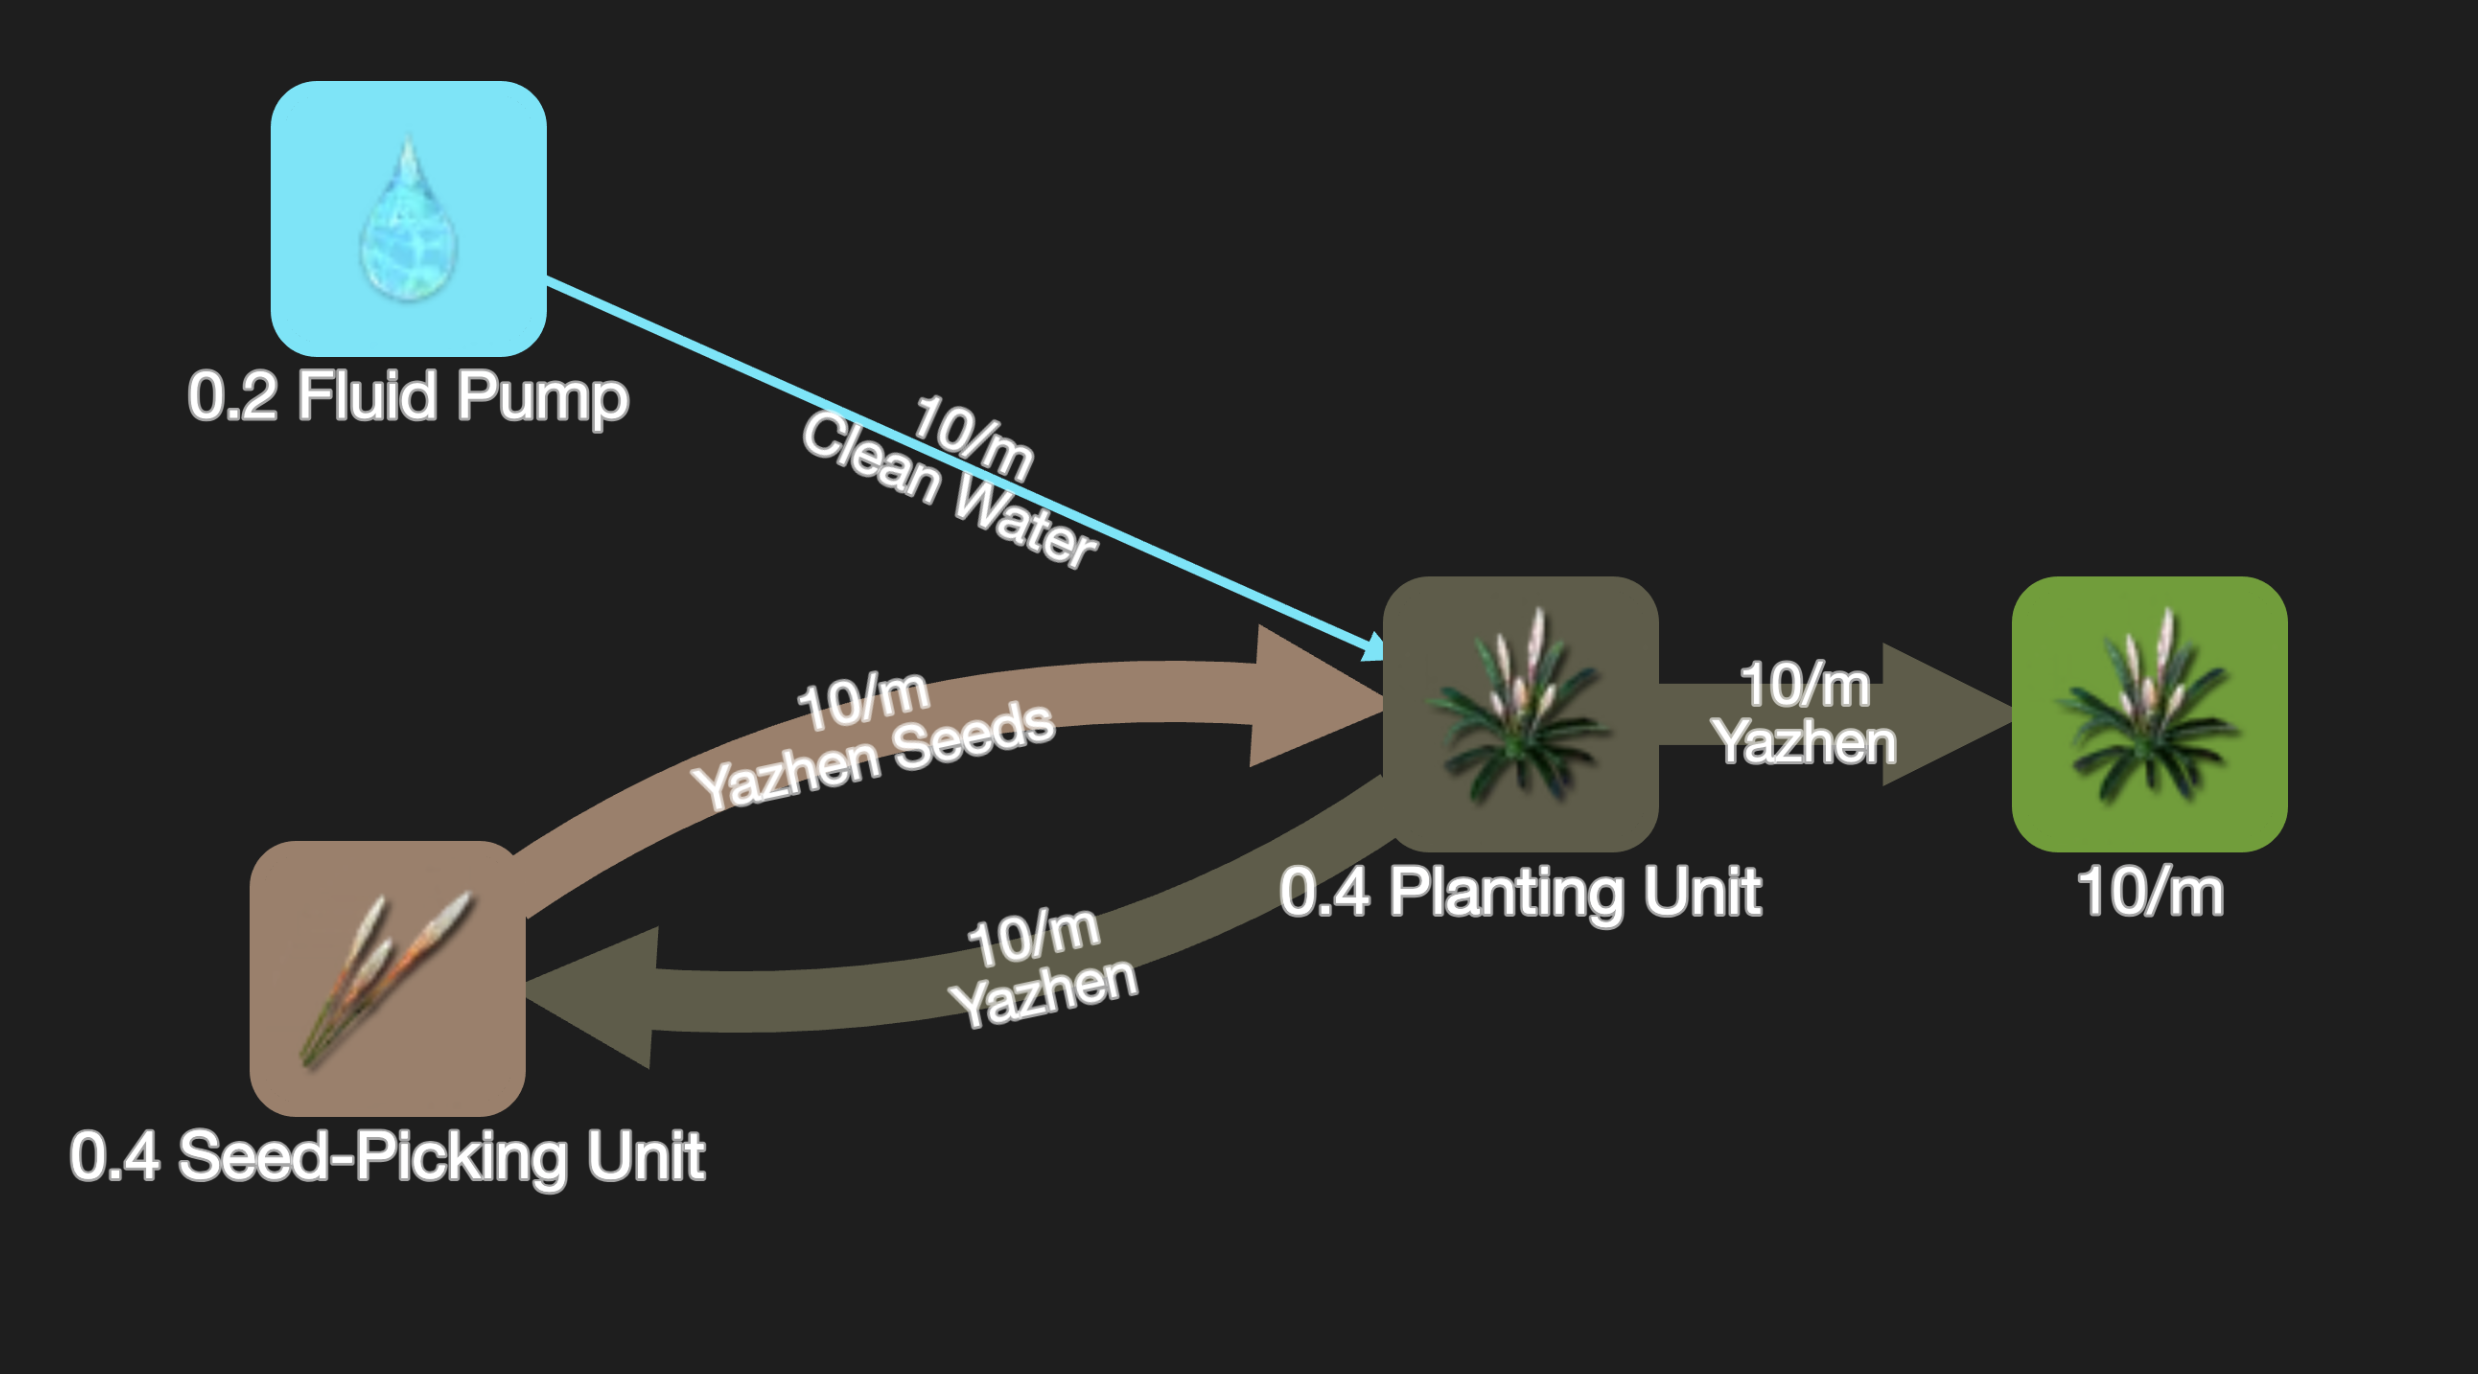 0.2 Fluid Pump
10/m
Clean Water
10/m
Yazhen Seeds
10/m
Yazhen
0.4 Planting Unit
10/m
10/m
Yazhen
0.4 Seed-Picking Unit